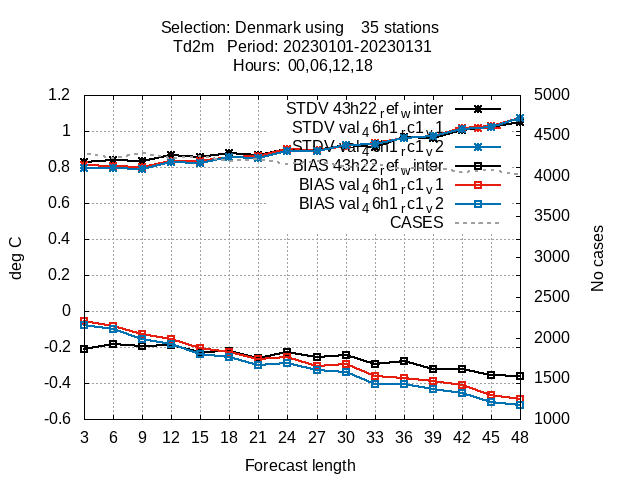 Selection: Denmark using    35 stations
Td2m   Period: 20230101-20230131
Hours:  00,06,12,18
STDV 43h22_ref_winter
STDV val_46h1_rc1_v1
STDV val_46h1_rc1_v2
BIAS 43h22_ref_winter
BIAS val_46h1_rc1_v1
BIAS val_46h1_rc1_v2
CASES
1.2
1
0.8
0.6
0.4
0.2
0
-0.2
-0.4
-0.6
deg C
5000
4500
4000
3500
3000
2500
2000
1500
1000
No cases
3 6 9 12 15 18 21 24 27 30 33 36 39 42 45 48
Forecast length